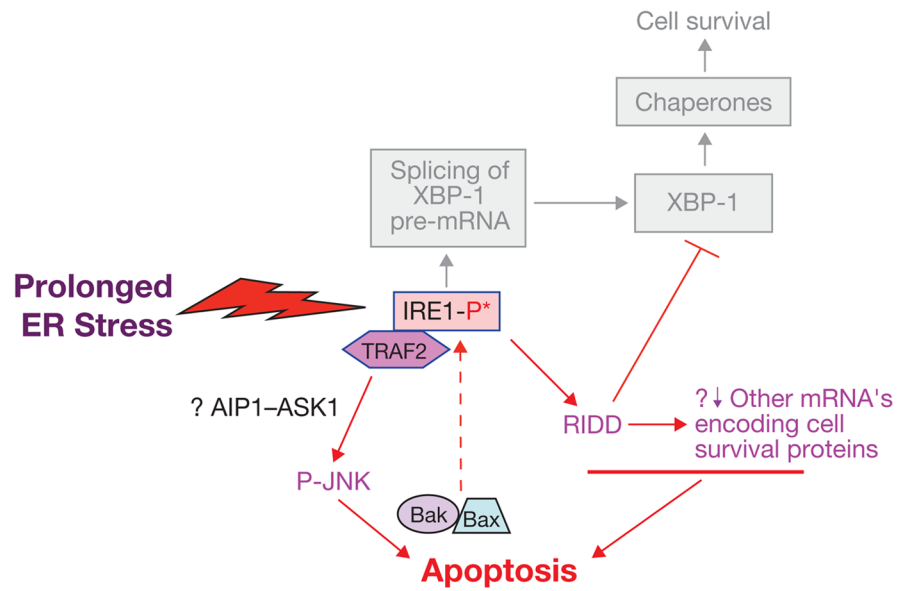 Cell survival
Chaperones
Splicing of
XBP-1
pre-mRNA
XBP-1
Prolonged
ER Stress
IRE1-P*
TRAF2
? AIP1–ASK1
RIDD
?↓ Other mRNA's
encoding cell
survival proteins
P-JNK
Bak
Bax
Apoptosis